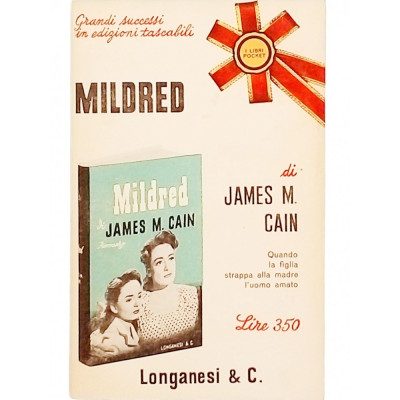 Grandi successi
in edizioni tascabili
I LIBRI
POCKET
MILDRED
di
JAMES M.
CAIN
Quando
la figlia
strappa alla madre
l'uomo amato
Lire 350
Mildred
JAMES M. CAIN
Romanzo
LONGANESI & C.
Longanesi & C.